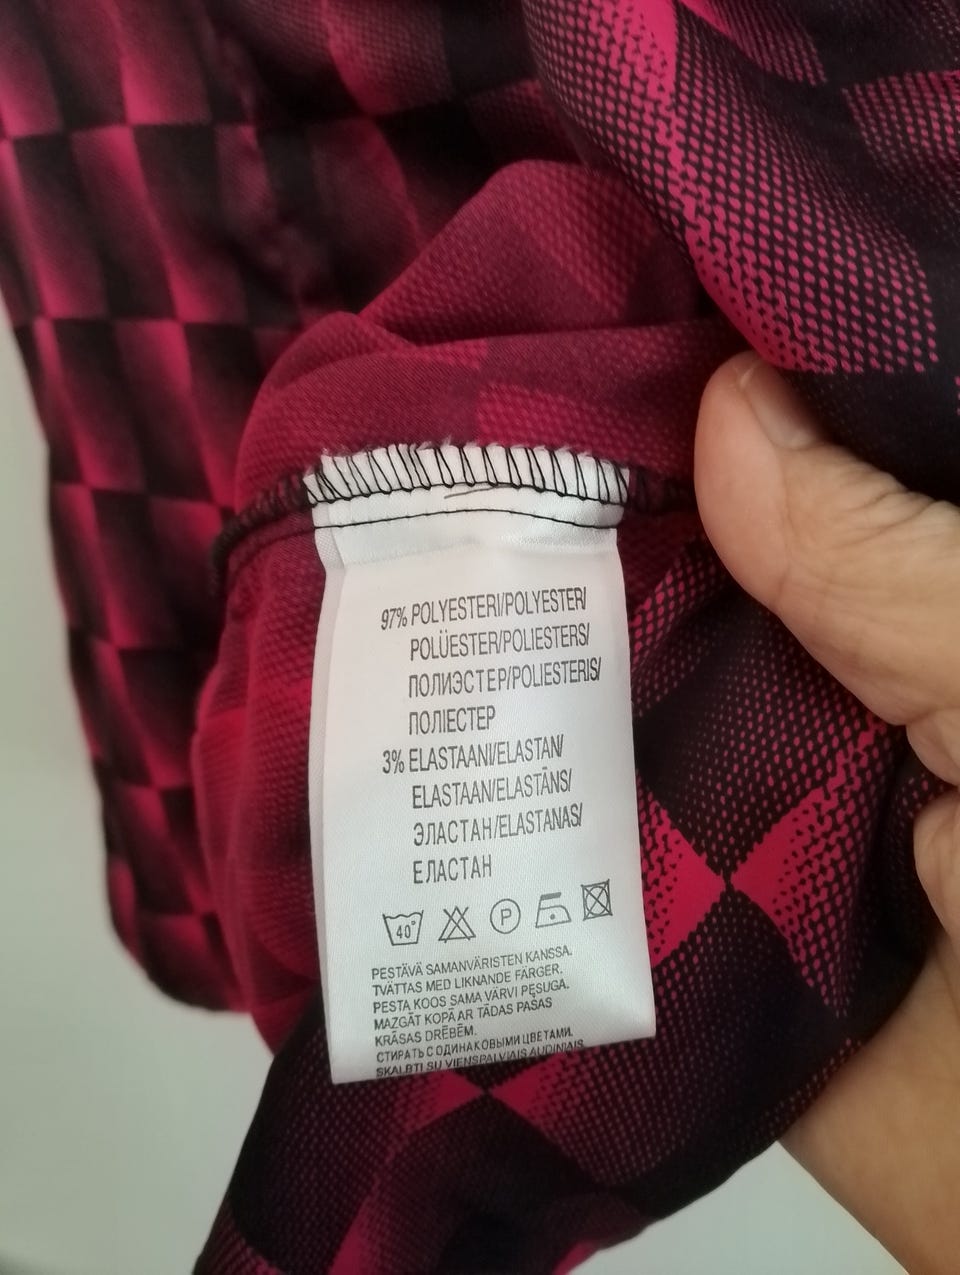 97% POLYESTERI/POLYESTER/
POLÜESTER/POLIESTERS/
ПОЛИЭСТЕР/POLIESTERIS/
ПОЛІЕСТЕР
3% ELASTAANI/ELASTAN/
ELASTAAN/ELASTĀNS/
ЭЛАСТАН/ELASTANAS/
ЕЛАСТАН
40° P
PESTÄVÄ SAMANVÄRISTEN KANSSA.
TVÄTTAS MED LIKNANDE FÄRGER.
PESTA KOOS SAMA VÄRVI PESUGA.
MAZGĀT KOPĀ AR TĀDAS PAŠAS
KRĀSAS DRĒBĒM.
СТИРАТЬ С ОДИНАКОВЫМИ ЦВЕТАМИ.
SKALBTI SU VIENSPALVIAIS AUDINIAIS.